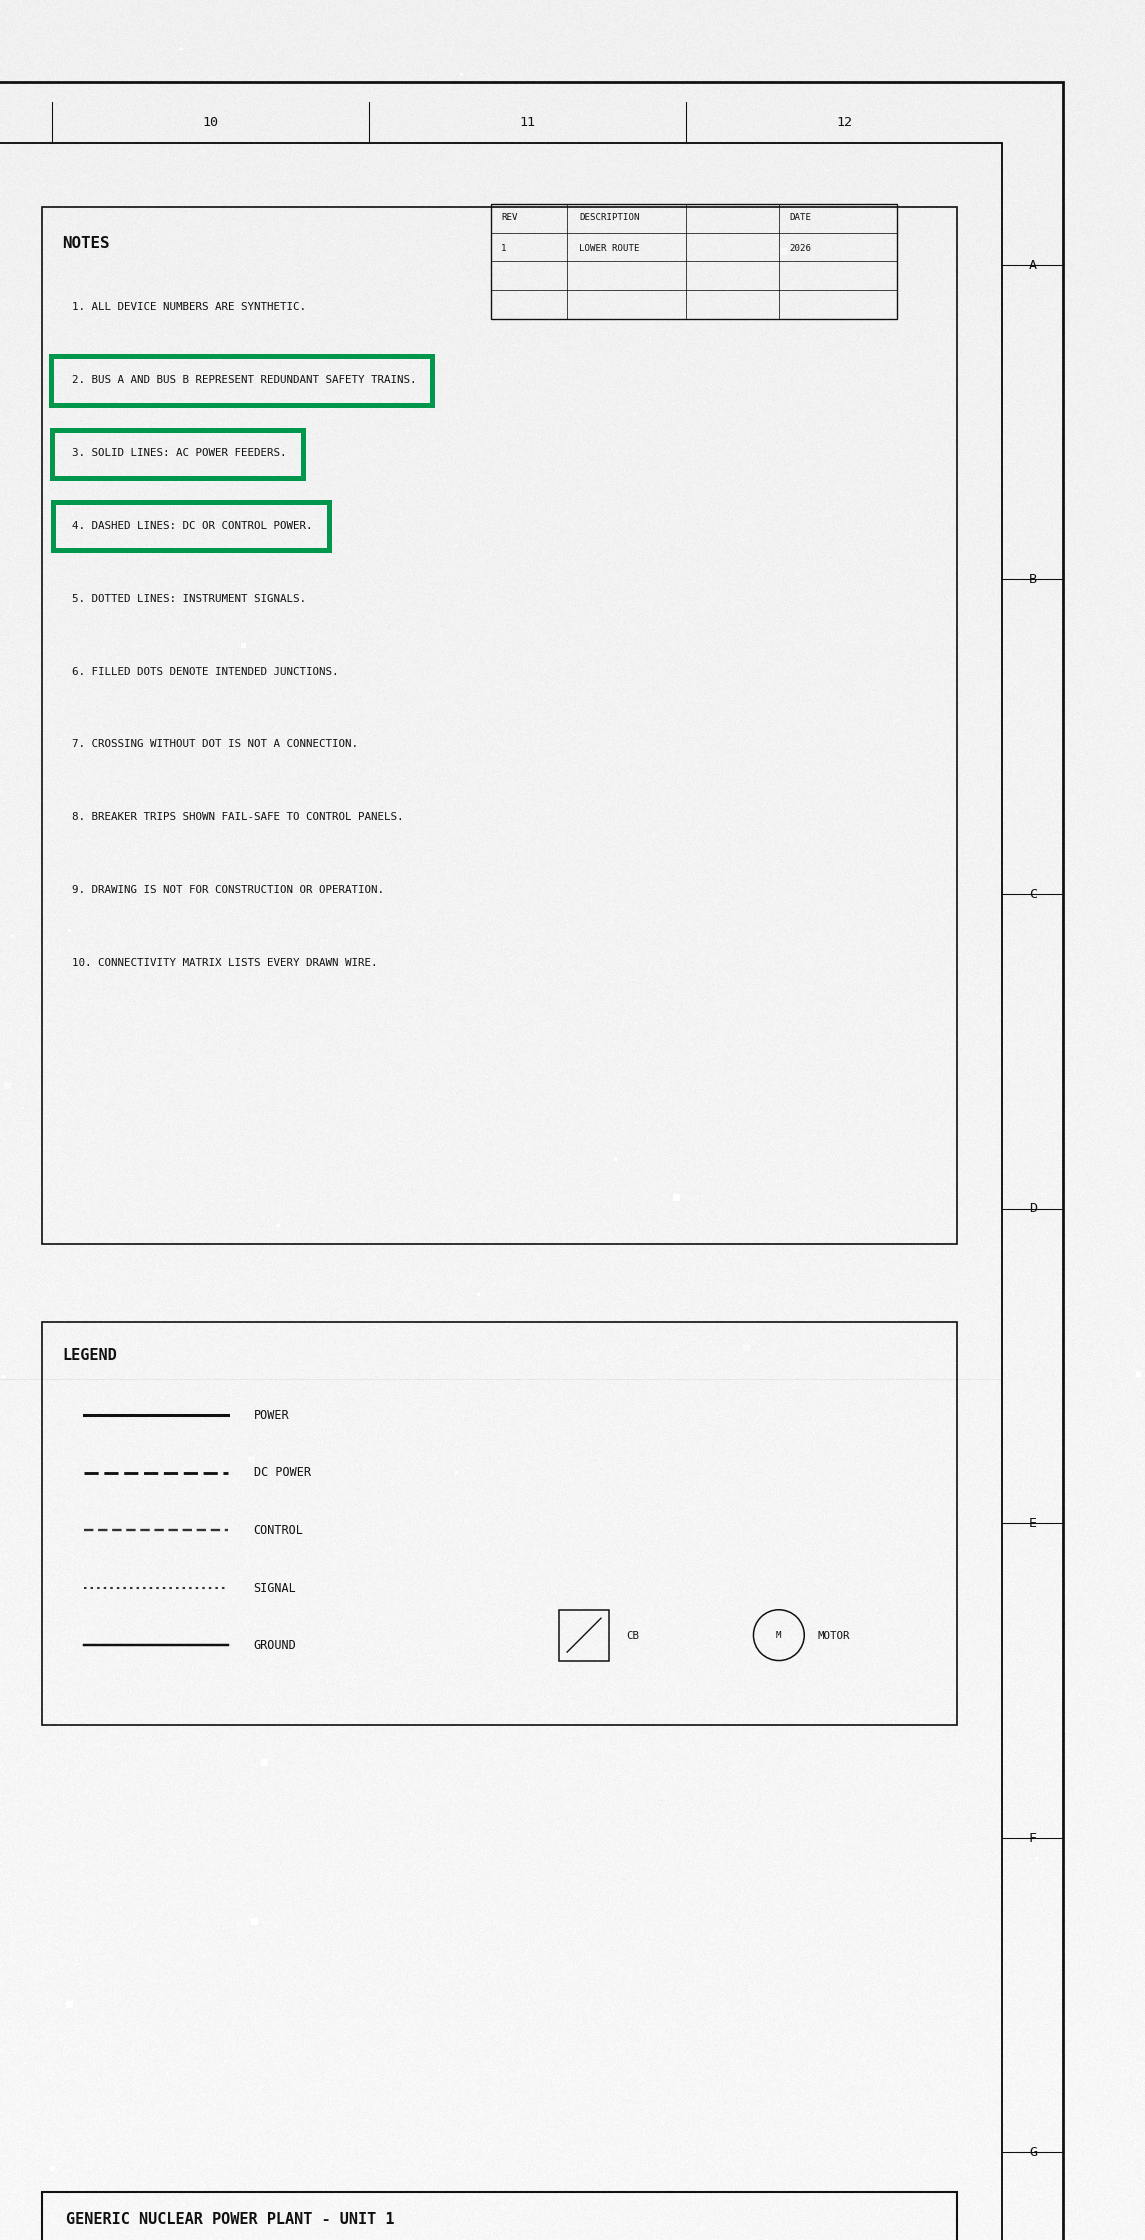 10 11 12
NOTES
REV DESCRIPTION DATE
1 LOWER ROUTE 2026
1. ALL DEVICE NUMBERS ARE SYNTHETIC.
2. BUS A AND BUS B REPRESENT REDUNDANT SAFETY TRAINS.
3. SOLID LINES: AC POWER FEEDERS.
4. DASHED LINES: DC OR CONTROL POWER.
5. DOTTED LINES: INSTRUMENT SIGNALS.
6. FILLED DOTS DENOTE INTENDED JUNCTIONS.
7. CROSSING WITHOUT DOT IS NOT A CONNECTION.
8. BREAKER TRIPS SHOWN FAIL-SAFE TO CONTROL PANELS.
9. DRAWING IS NOT FOR CONSTRUCTION OR OPERATION.
10. CONNECTIVITY MATRIX LISTS EVERY DRAWN WIRE.
A
B
C
D
LEGEND
POWER
DC POWER
CONTROL
SIGNAL
GROUND
CB
M MOTOR
E
F
G
GENERIC NUCLEAR POWER PLANT - UNIT 1